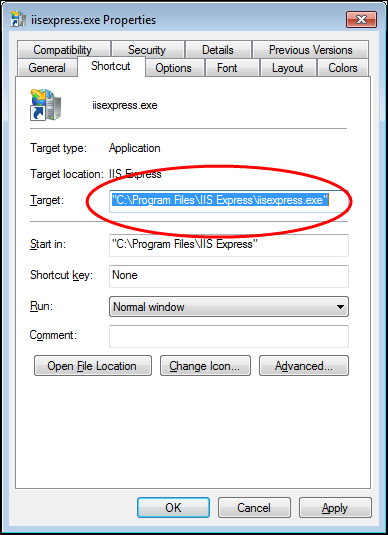 iisexpress.exe Properties
Compatibility Security Details Previous Versions
General Shortcut Options Font Layout Colors
iisexpress.exe
Target type: Application
Target location: IIS Express
Target: "C:\Program Files\IIS Express\iisexpress.exe"
Start in: "C:\Program Files\IIS Express"
Shortcut key: None
Run: Normal window
Comment:
Open File Location Change Icon... Advanced...
OK Cancel Apply